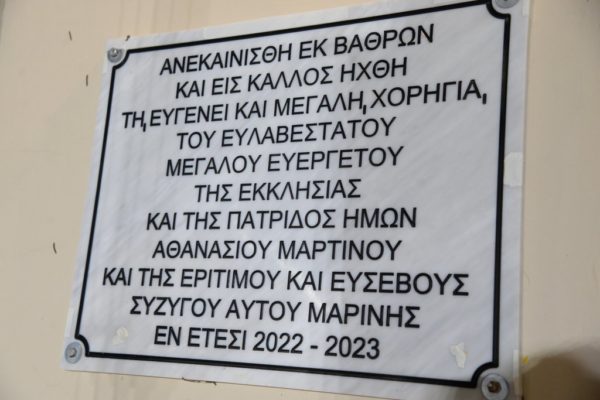 ΑΝΕΚΑΙΝΙΣΘΗ ΕΚ ΒΑΘΡΩΝ
ΚΑΙ ΕΙΣ ΚΑΛΛΟΣ ΗΧΘΗ
ΤΗ, ΕΥΓΕΝΕΙ ΚΑΙ ΜΕΓΑΛΗ, ΧΟΡΗΓΙΑ,
ΤΟΥ ΕΥΛΑΒΕΣΤΑΤΟΥ
ΜΕΓΑΛΟΥ ΕΥΕΡΓΕΤΟΥ
ΤΗΣ ΕΚΚΛΗΣΙΑΣ
ΚΑΙ ΤΗΣ ΠΑΤΡΙΔΟΣ ΗΜΩΝ
ΑΘΑΝΑΣΙΟΥ ΜΑΡΤΙΝΟΥ
ΚΑΙ ΤΗΣ ΕΡΙΤΙΜΟΥ ΚΑΙ ΕΥΣΕΒΟΥΣ
ΣΥΖΥΓΟΥ ΑΥΤΟΥ ΜΑΡΙΝΗΣ
ΕΝ ΕΤΕΣΙ 2022 - 2023